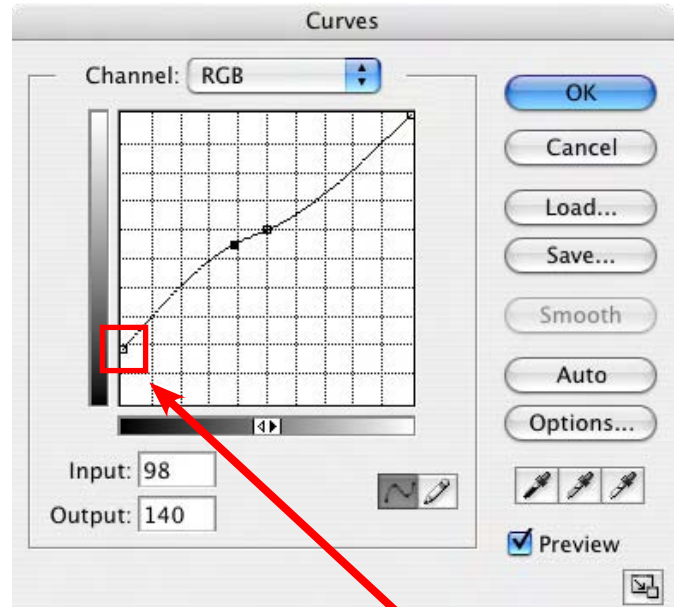 Curves
Channel: RGB
OK
Cancel
Load...
Save...
Smooth
Auto
Options...
Input: 98
Output: 140
Preview